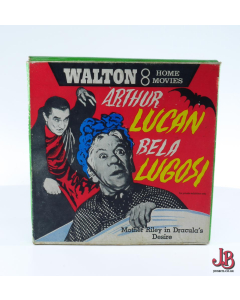 WALTON 8 HOME
MOVIES
ARTHUR
LUCAN
BELA
LUGOSI
Mother Riley in Dracula's
Desire
JB